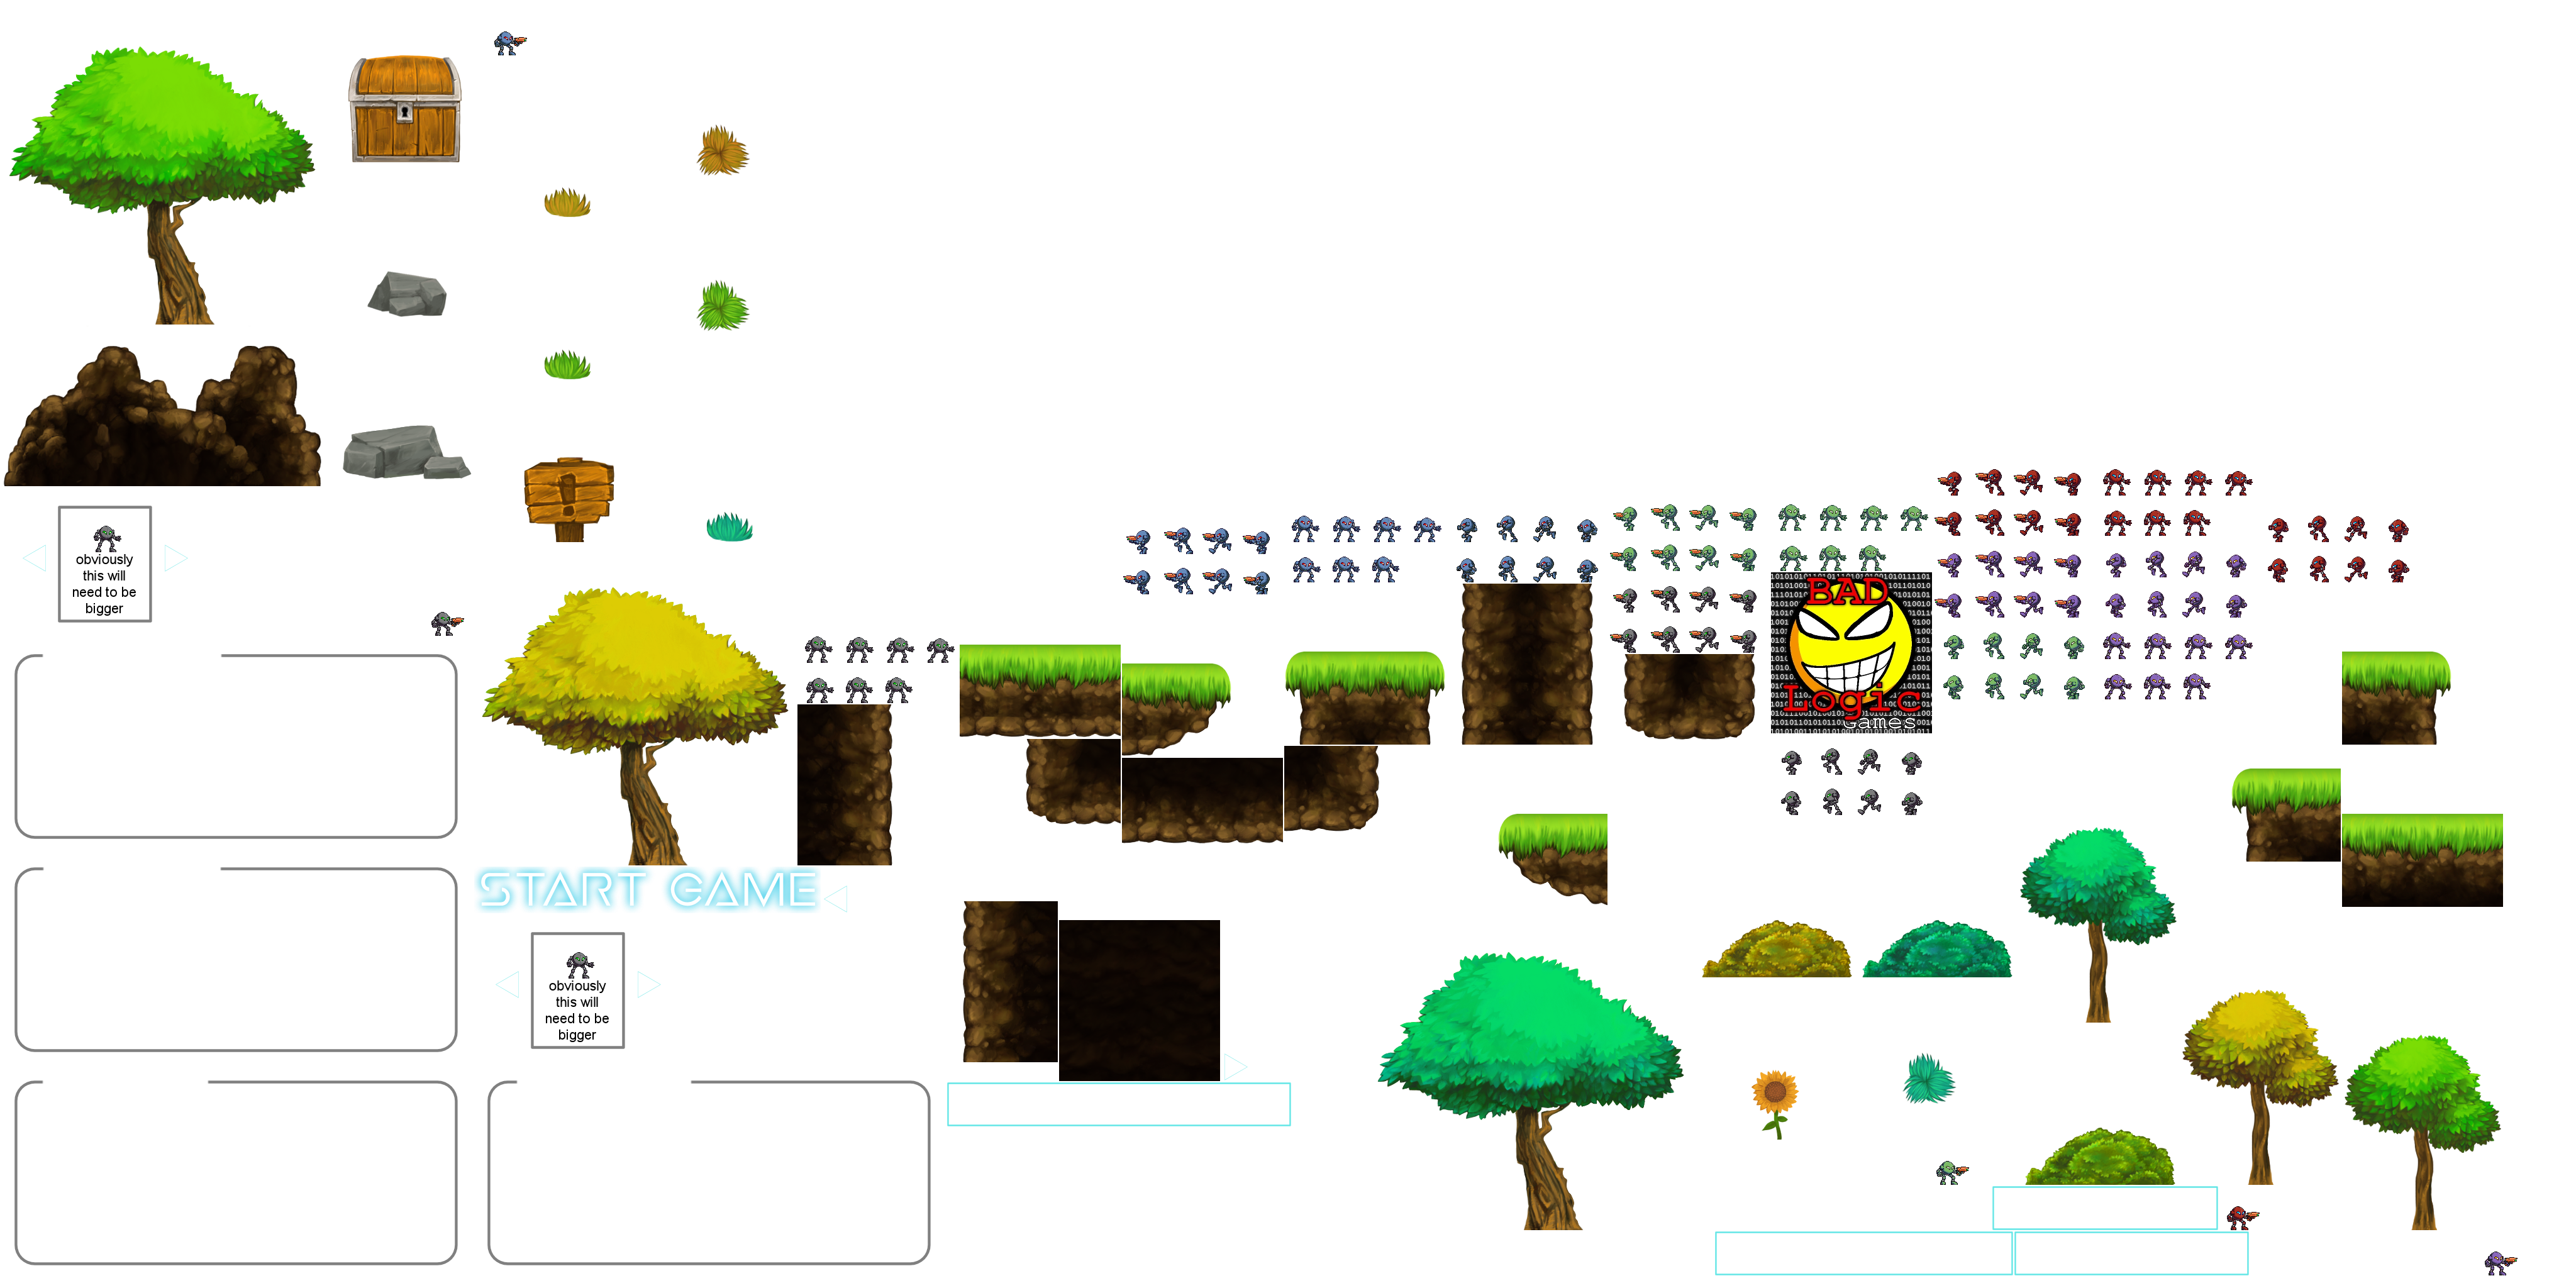 obviously
this will
need to be
bigger
BAD
Logic
Games
START GAME
obviously
this will
need to be
bigger